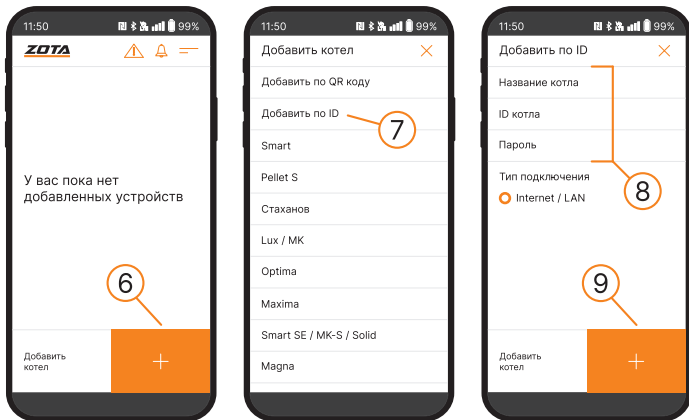 11:50
99%
ZOTA
У вас пока нет
добавленных устройств
6
Добавить
котел
+
11:50
99%
Добавить котел
Добавить по QR коду
Добавить по ID
7
Smart
Pellet S
Стаханов
Lux / MK
Optima
Maxima
Smart SE / MK-S / Solid
Magna
11:50
99%
Добавить по ID
Название котла
ID котла
Пароль
8
Тип подключения
Internet / LAN
9
Добавить
котел
+